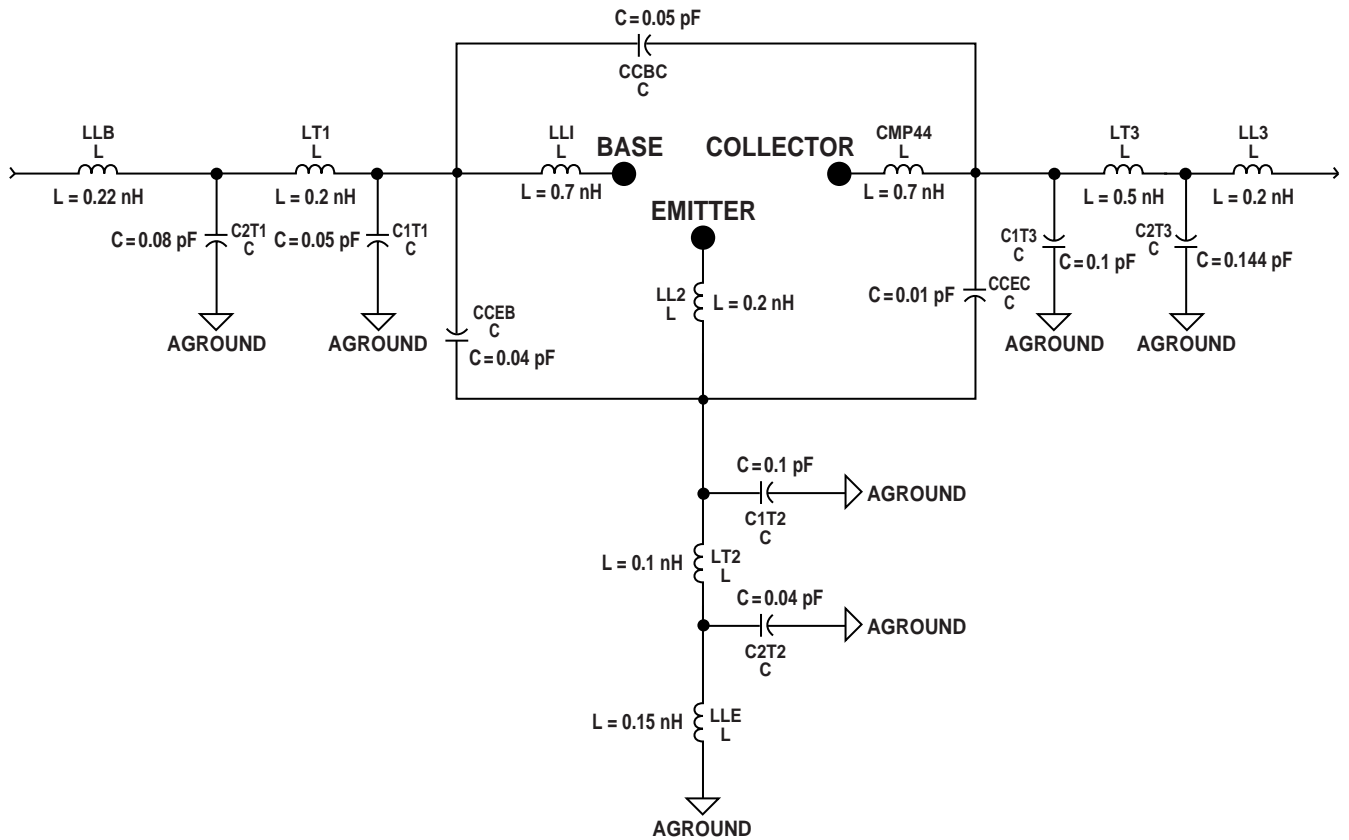 C = 0.05 pF
CCBC
C
LLB
L
L = 0.22 nH
LT1
L
L = 0.2 nH
LLI
L
L = 0.7 nH
BASE
COLLECTOR
CMP44
L
L = 0.7 nH
LT3
L
L = 0.5 nH
LL3
L
L = 0.2 nH
EMITTER
C = 0.08 pF
C2T1
C
C = 0.05 pF
C1T1
C
AGROUND
AGROUND
CCEB
C
C = 0.04 pF
LL2
L
L = 0.2 nH
C = 0.01 pF
CCEC
C
C1T3
C
C = 0.1 pF
C2T3
C
C = 0.144 pF
AGROUND
AGROUND
C = 0.1 pF
C1T2
C
AGROUND
L = 0.1 nH
LT2
L
C = 0.04 pF
C2T2
C
AGROUND
L = 0.15 nH
LLE
L
AGROUND